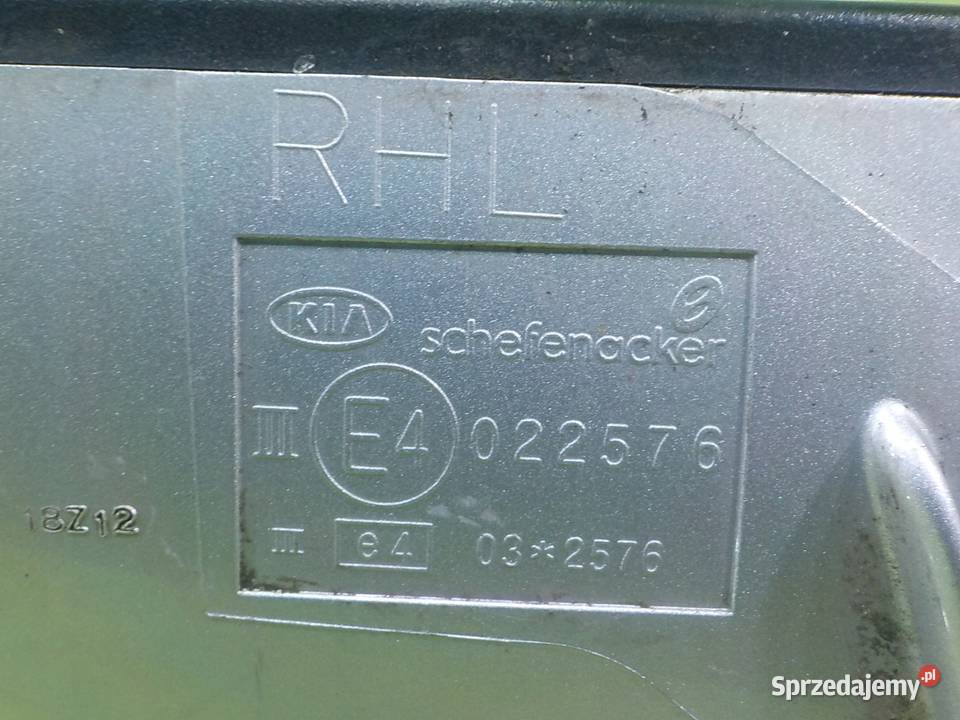 RHL
KIA schefenacker
III E4 022576
18Z12
III e4 03*2576
Sprzedajemy.pl